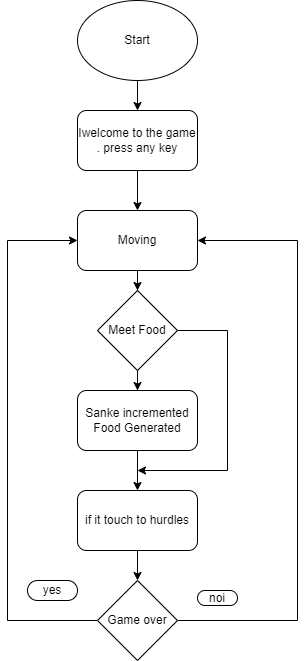 Start
lwelcome to the game
. press any key
Moving
Meet Food
Sanke incremented
Food Generated
if it touch to hurdles
yes
noi
Game over